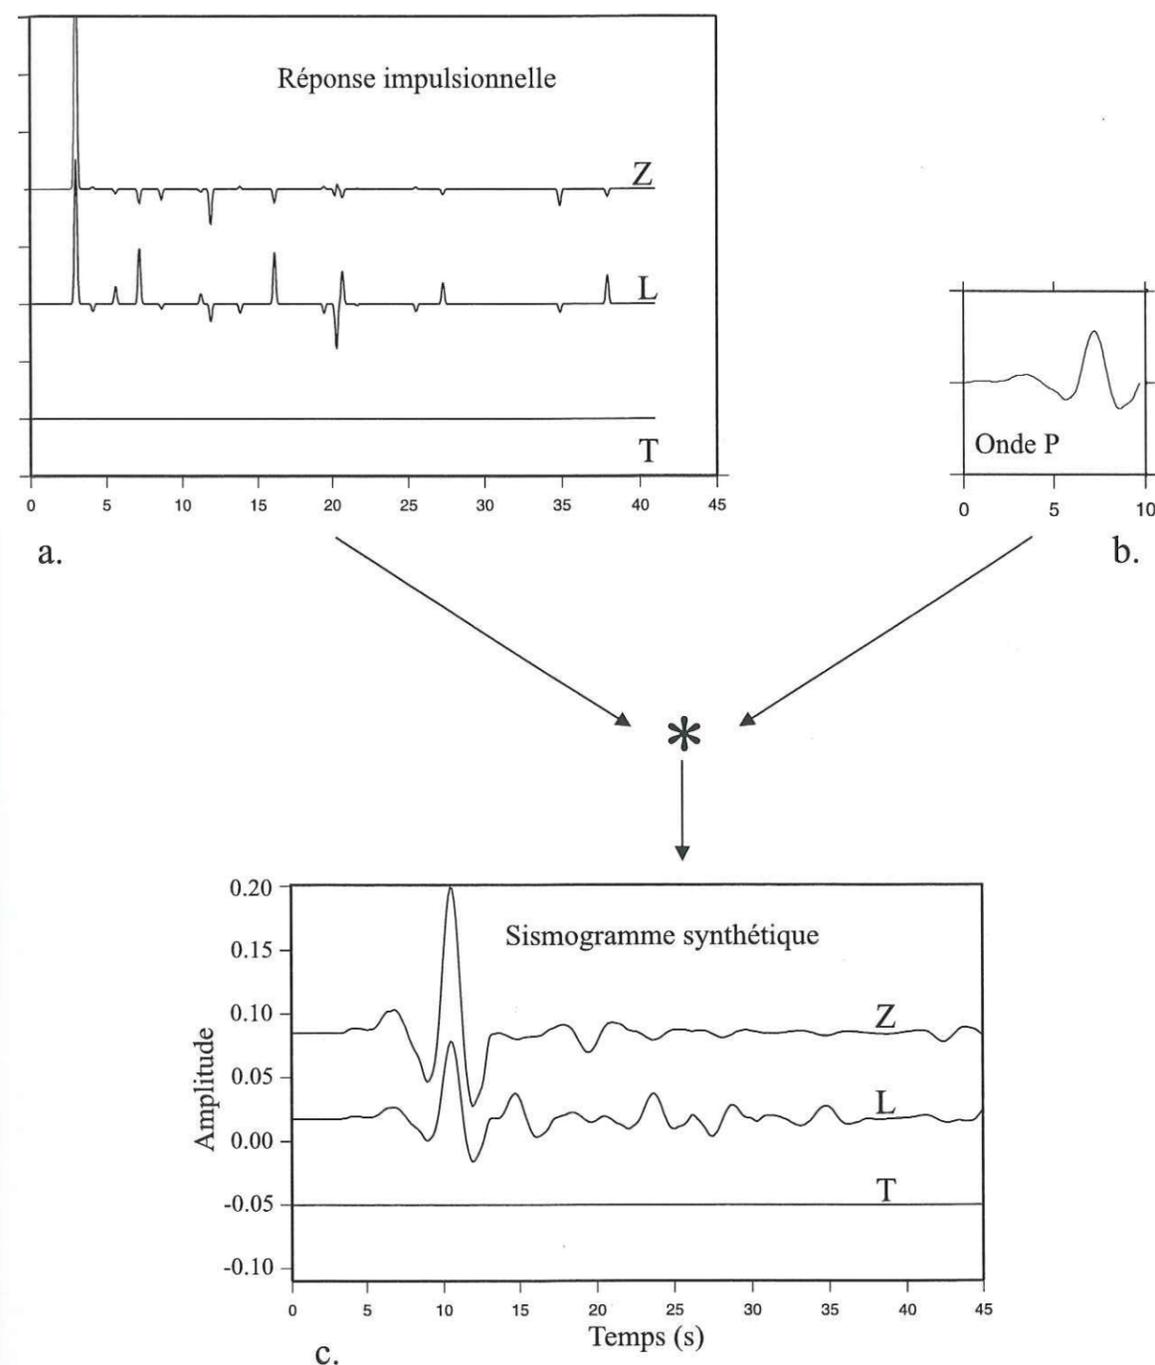 Réponse impulsionnelle
Z
L
T
0 5 10 15 20 25 30 35 40 45
a.
Onde P
0 5 10
b.
*
Sismogramme synthétique
0.20
0.15
0.10
0.05
0.00
-0.05
-0.10
Amplitude
Z
L
T
0 5 10 15 20 25 30 35 40 45
Temps (s)
c.